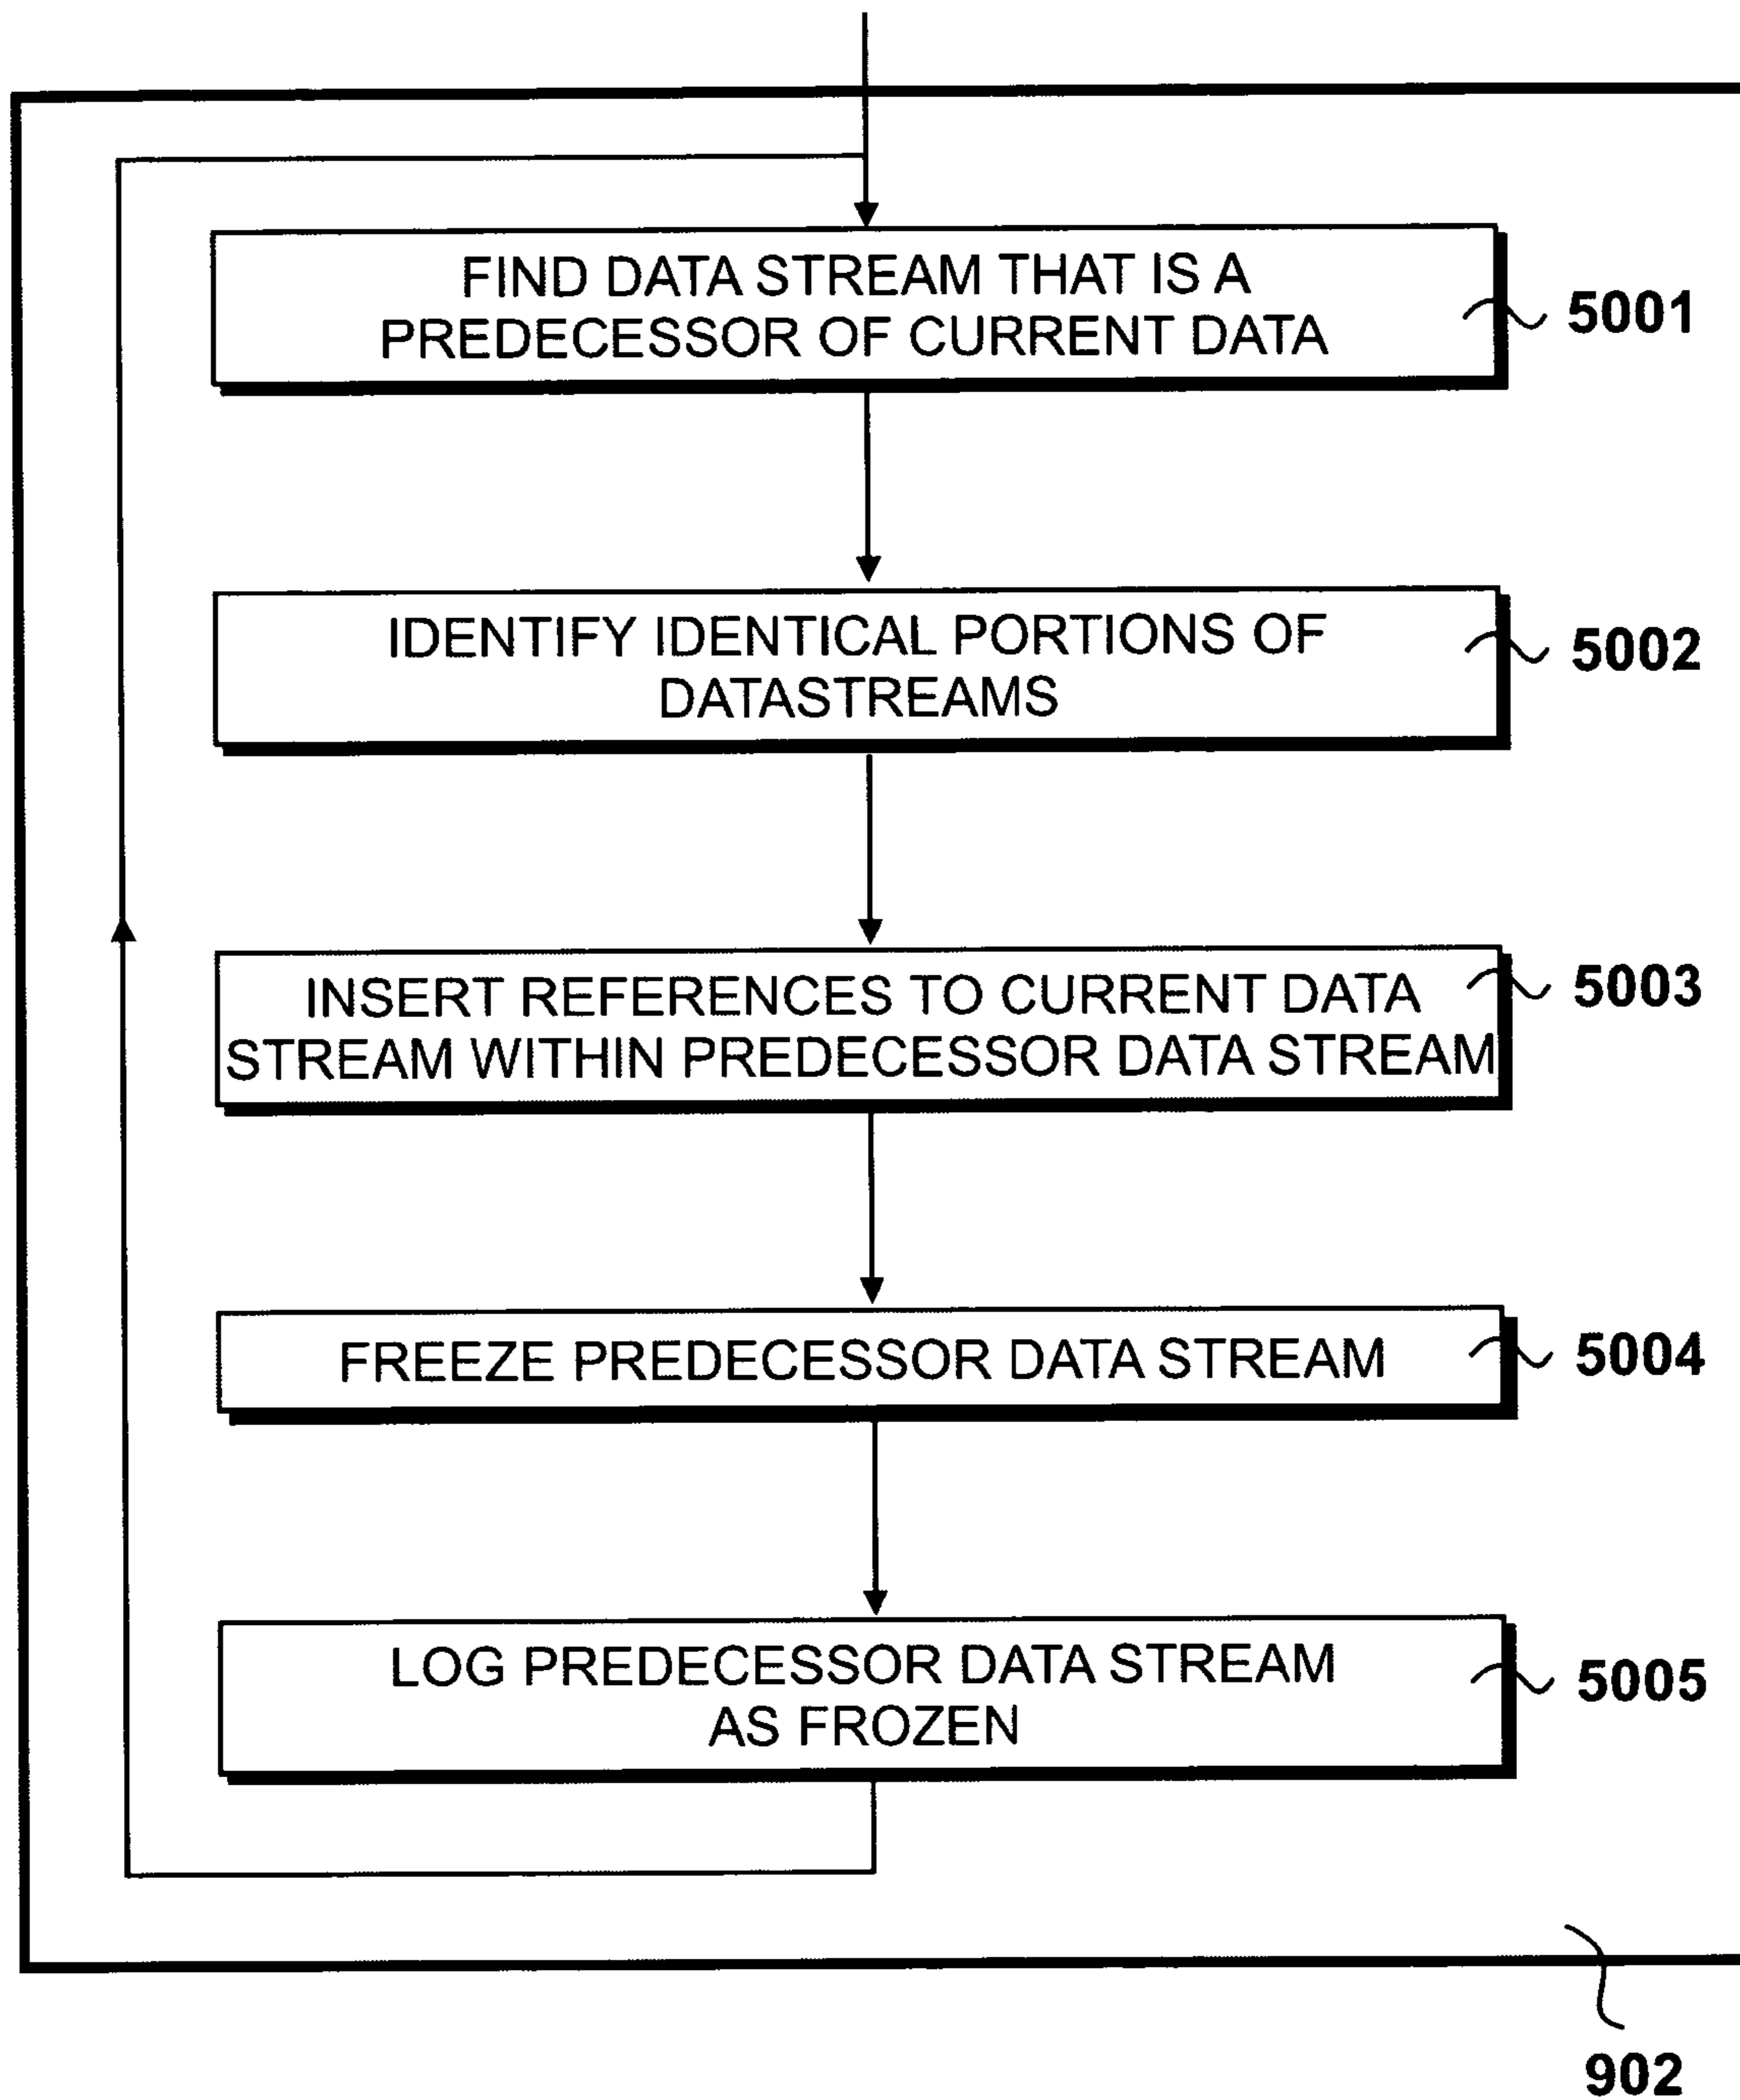 FIND DATA STREAM THAT IS A
PREDECESSOR OF CURRENT DATA
5001
IDENTIFY IDENTICAL PORTIONS OF
DATASTREAMS
5002
INSERT REFERENCES TO CURRENT DATA
STREAM WITHIN PREDECESSOR DATA STREAM
5003
FREEZE PREDECESSOR DATA STREAM
5004
LOG PREDECESSOR DATA STREAM
AS FROZEN
5005
902